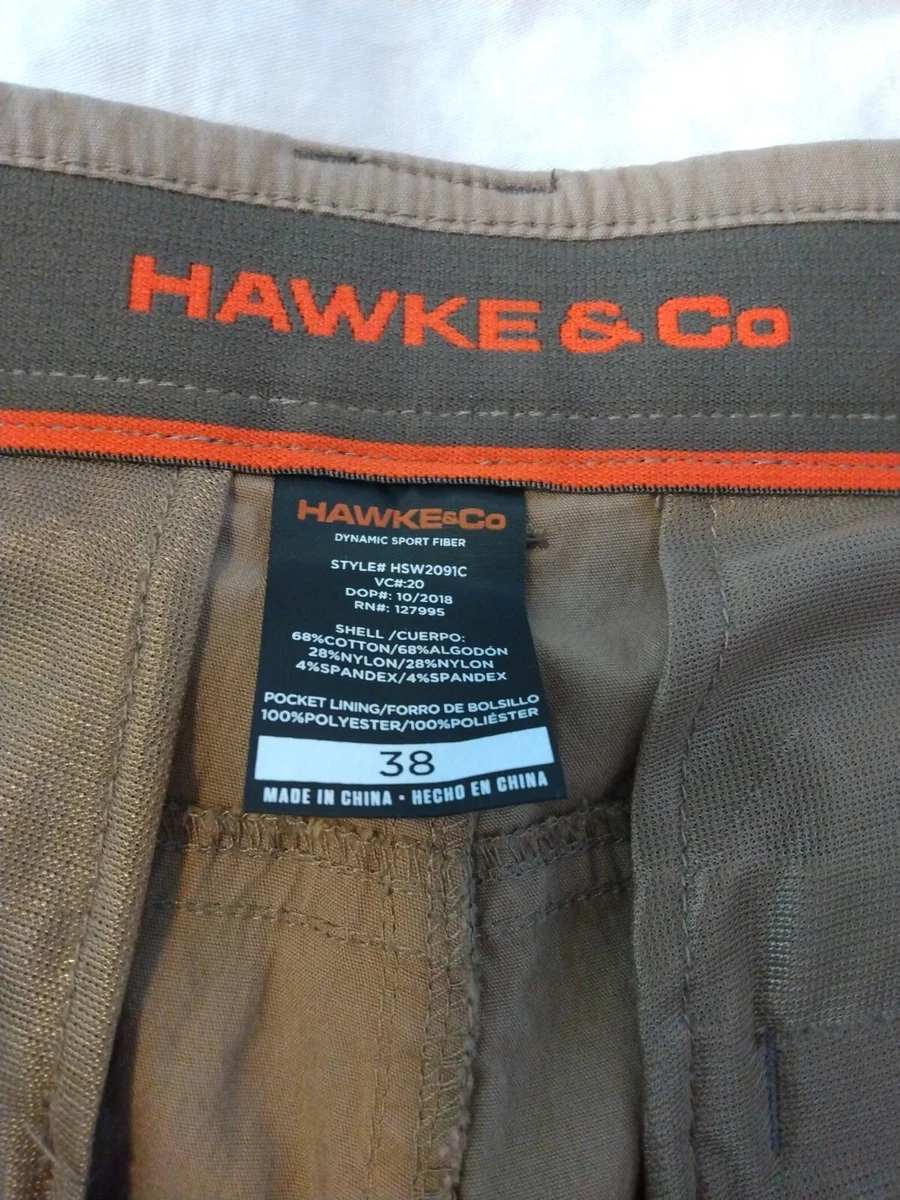 HAWKE & Co
HAWKE&Co
DYNAMIC SPORT FIBER
STYLE# HSW2091C
VC#:20
DOP#: 10/2018
RN#: 127995
SHELL /CUERPO:
68%COTTON/68%ALGODÓN
28%NYLON/28%NYLON
4%SPANDEX/4%SPANDEX
POCKET LINING/FORRO DE BOLSILLO
100%POLYESTER/100%POLIÉSTER
38
MADE IN CHINA • HECHO EN CHINA